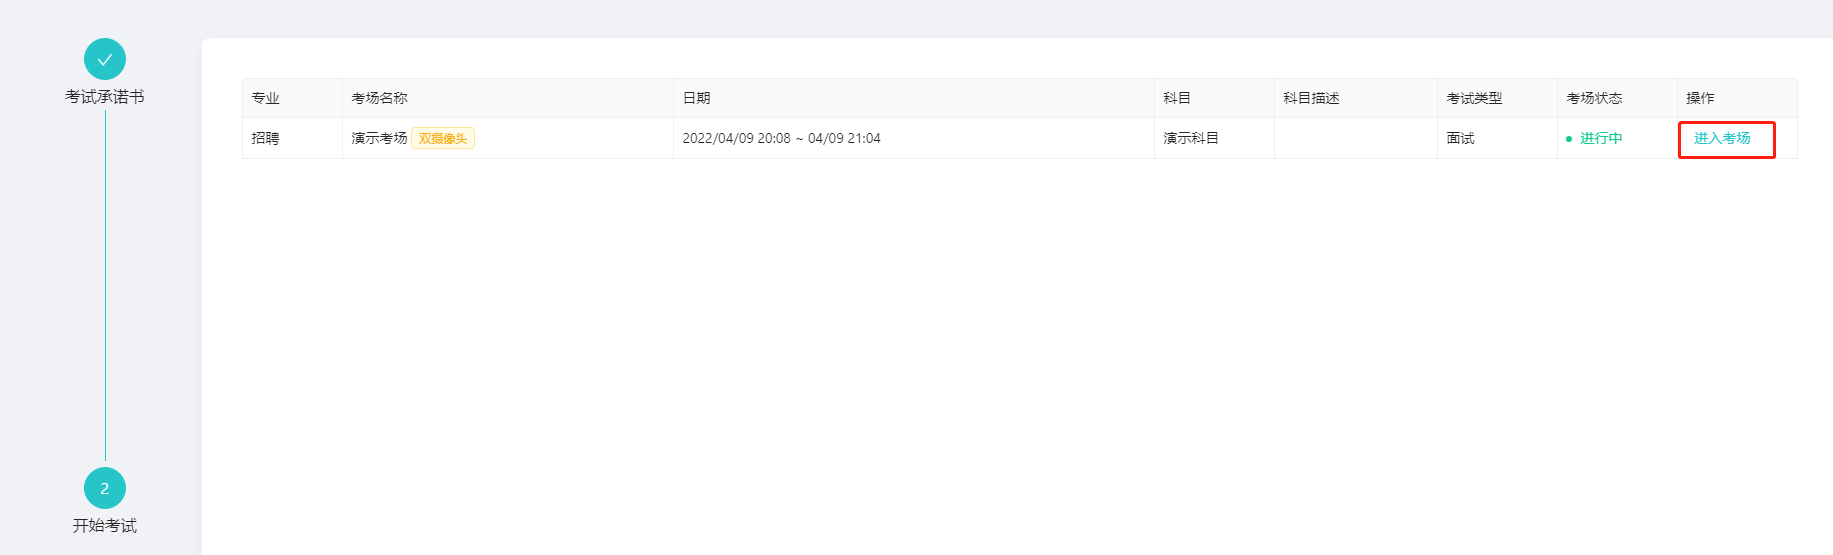 考试承诺书
专业 考场名称 日期 科目 科目描述 考试类型 考场状态 操作
招聘 演示考场 双摄像头 2022/04/09 20:08 ~ 04/09 21:04 演示科目 面试 进行中 进入考场
2
开始考试